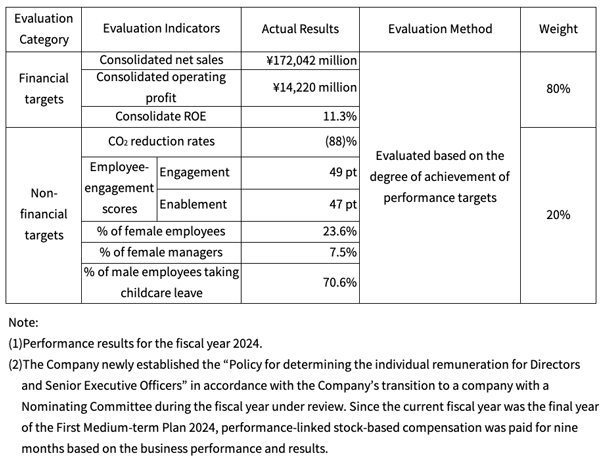 Evaluation Category Evaluation Indicators Actual Results Evaluation Method Weight
Financial targets
Consolidated net sales ¥172,042 million
Consolidated operating profit ¥14,220 million
Consolidate ROE 11.3%
80%
Non-financial targets
CO₂ reduction rates (88)%
Employee-engagement scores
Engagement 49 pt
Enablement 47 pt
% of female employees 23.6%
% of female managers 7.5%
% of male employees taking childcare leave 70.6%
Evaluated based on the degree of achievement of performance targets
20%
Note:
(1)Performance results for the fiscal year 2024.
(2)The Company newly established the “Policy for determining the individual remuneration for Directors
and Senior Executive Officers” in accordance with the Company’s transition to a company with a
Nominating Committee during the fiscal year under review. Since the current fiscal year was the final year
of the First Medium-term Plan 2024, performance-linked stock-based compensation was paid for nine
months based on the business performance and results.